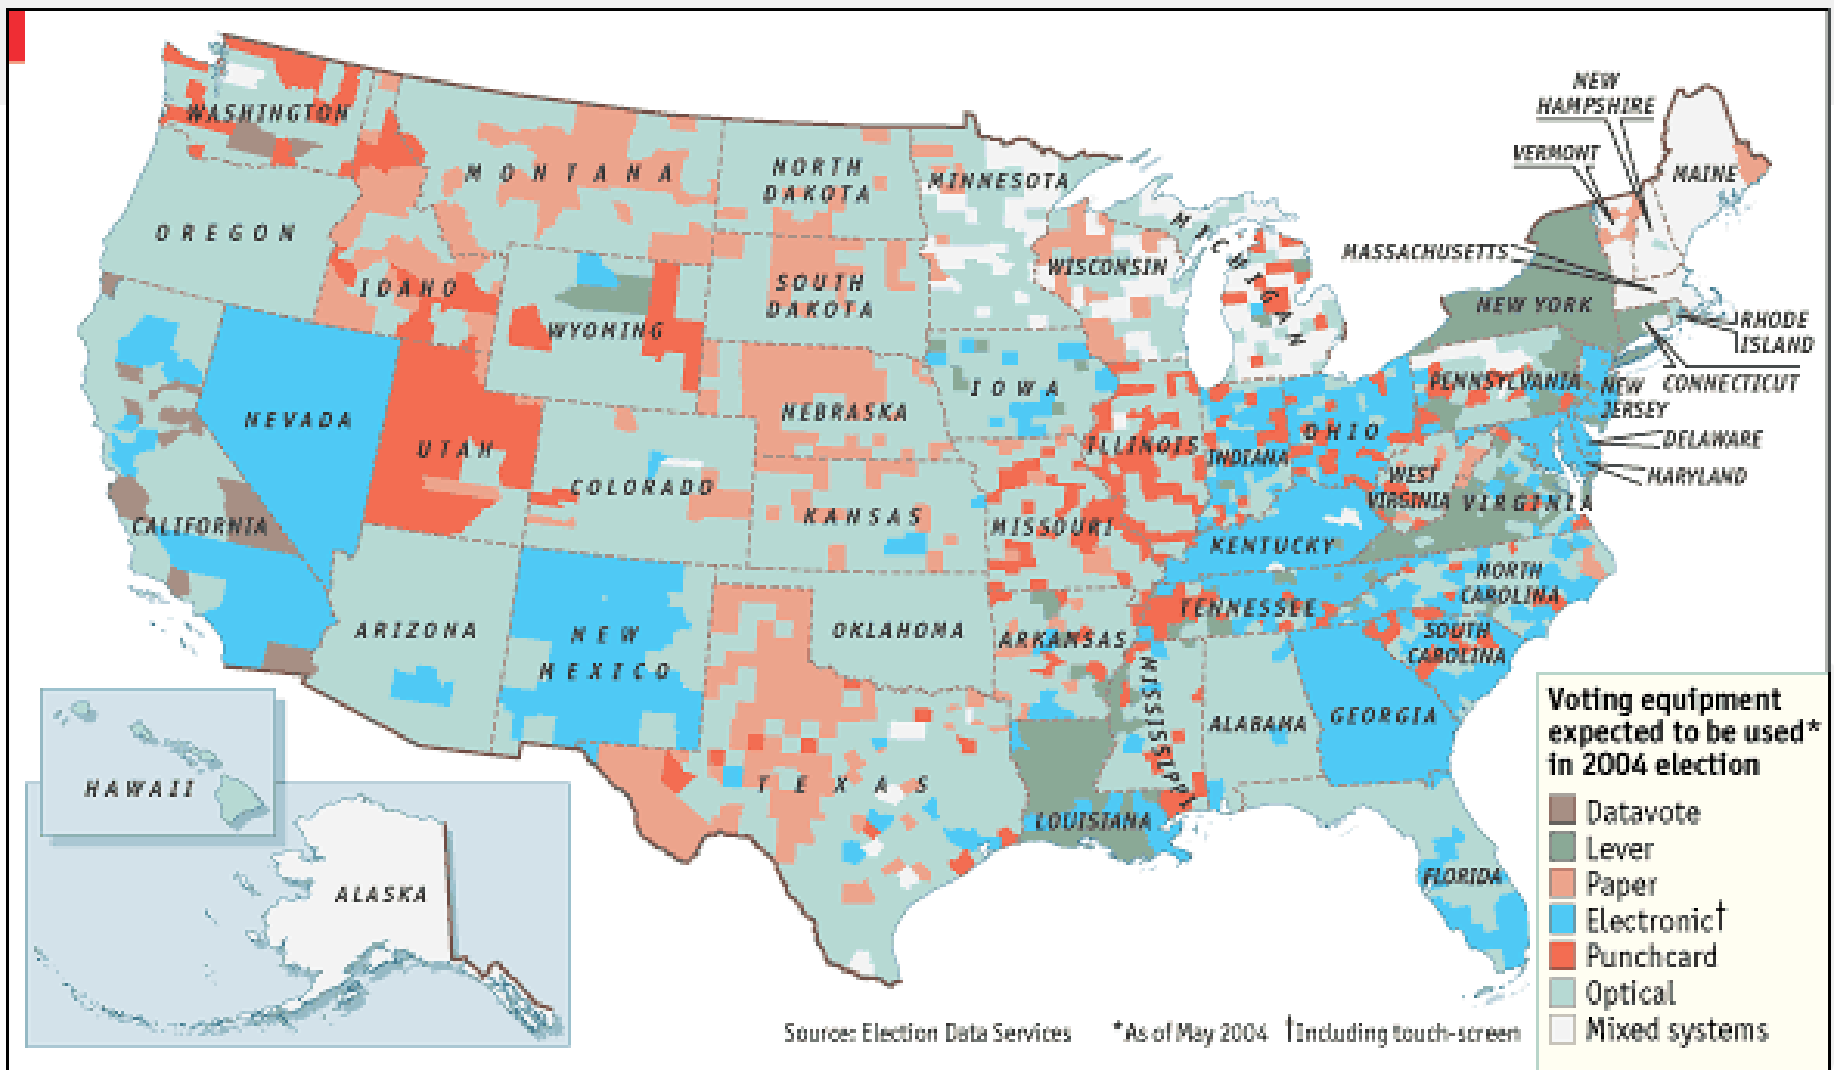 NEW
HAMPSHIRE
VERMONT
MAINE
WASHINGTON
MONTANA
NORTH
DAKOTA
MINNESOTA
MICHIGAN
OREGON
MASSACHUSETTS
WISCONSIN
IDAHO
SOUTH
DAKOTA
NEW YORK
WYOMING
RHODE
ISLAND
IOWA
PENNSYLVANIA
NEW
JERSEY
CONNECTICUT
NEBRASKA
NEVADA
UTAH
ILLINOIS
INDIANA
OHIO
DELAWARE
WEST
VIRGINIA
MARYLAND
COLORADO
VIRGINIA
KANSAS
MISSOURI
CALIFORNIA
KENTUCKY
NORTH
CAROLINA
TENNESSEE
ARIZONA
NEW
MEXICO
OKLAHOMA
ARKANSAS
SOUTH
CAROLINA
MISSISSIPPI
ALABAMA
GEORGIA
TEXAS
LOUISIANA
FLORIDA
HAWAII
ALASKA
Voting equipment
expected to be used*
in 2004 election
Datavote
Lever
Paper
Electronic†
Punchcard
Optical
Mixed systems
Source: Election Data Services *As of May 2004 †Including touch-screen